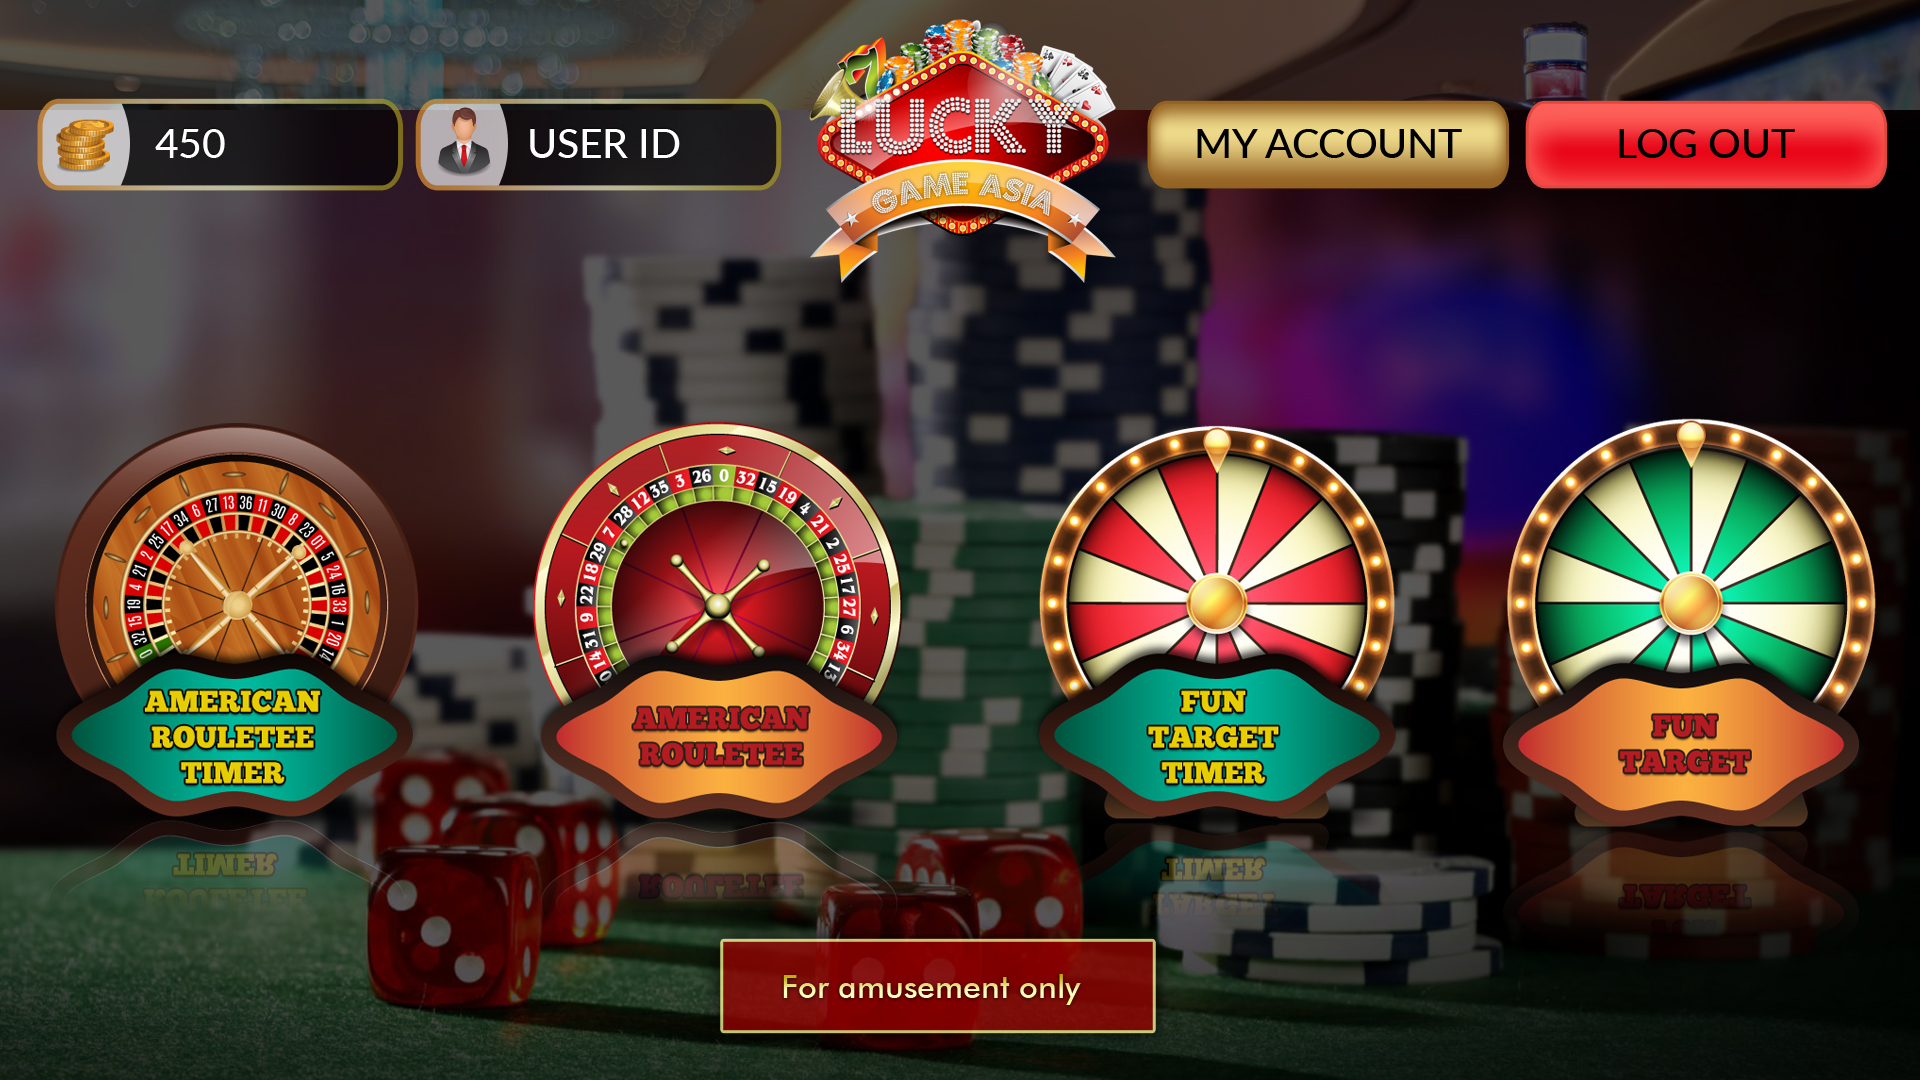 450
USER ID
LUCKY
GAME ASIA
MY ACCOUNT
LOG OUT
AMERICAN
ROULETEE
TIMER
AMERICAN
ROULETEE
FUN
TARGET
TIMER
FUN
TARGET
For amusement only